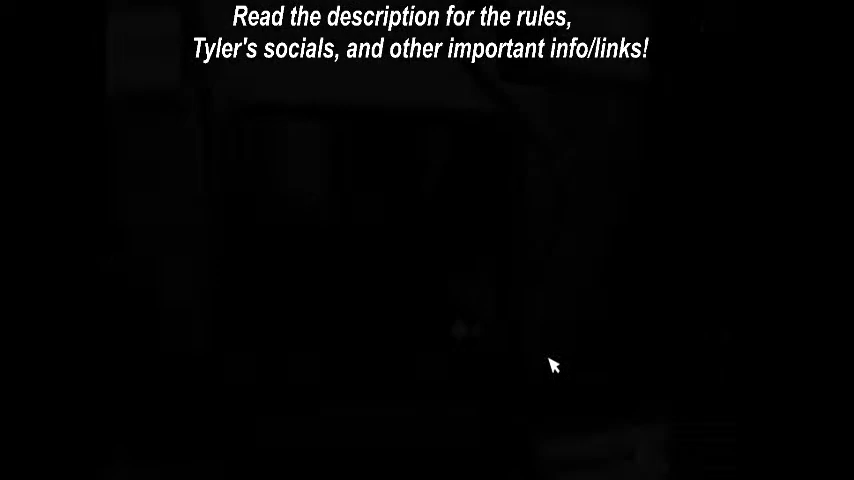 Read the description for the rules,
Tyler's socials, and other important info/links!